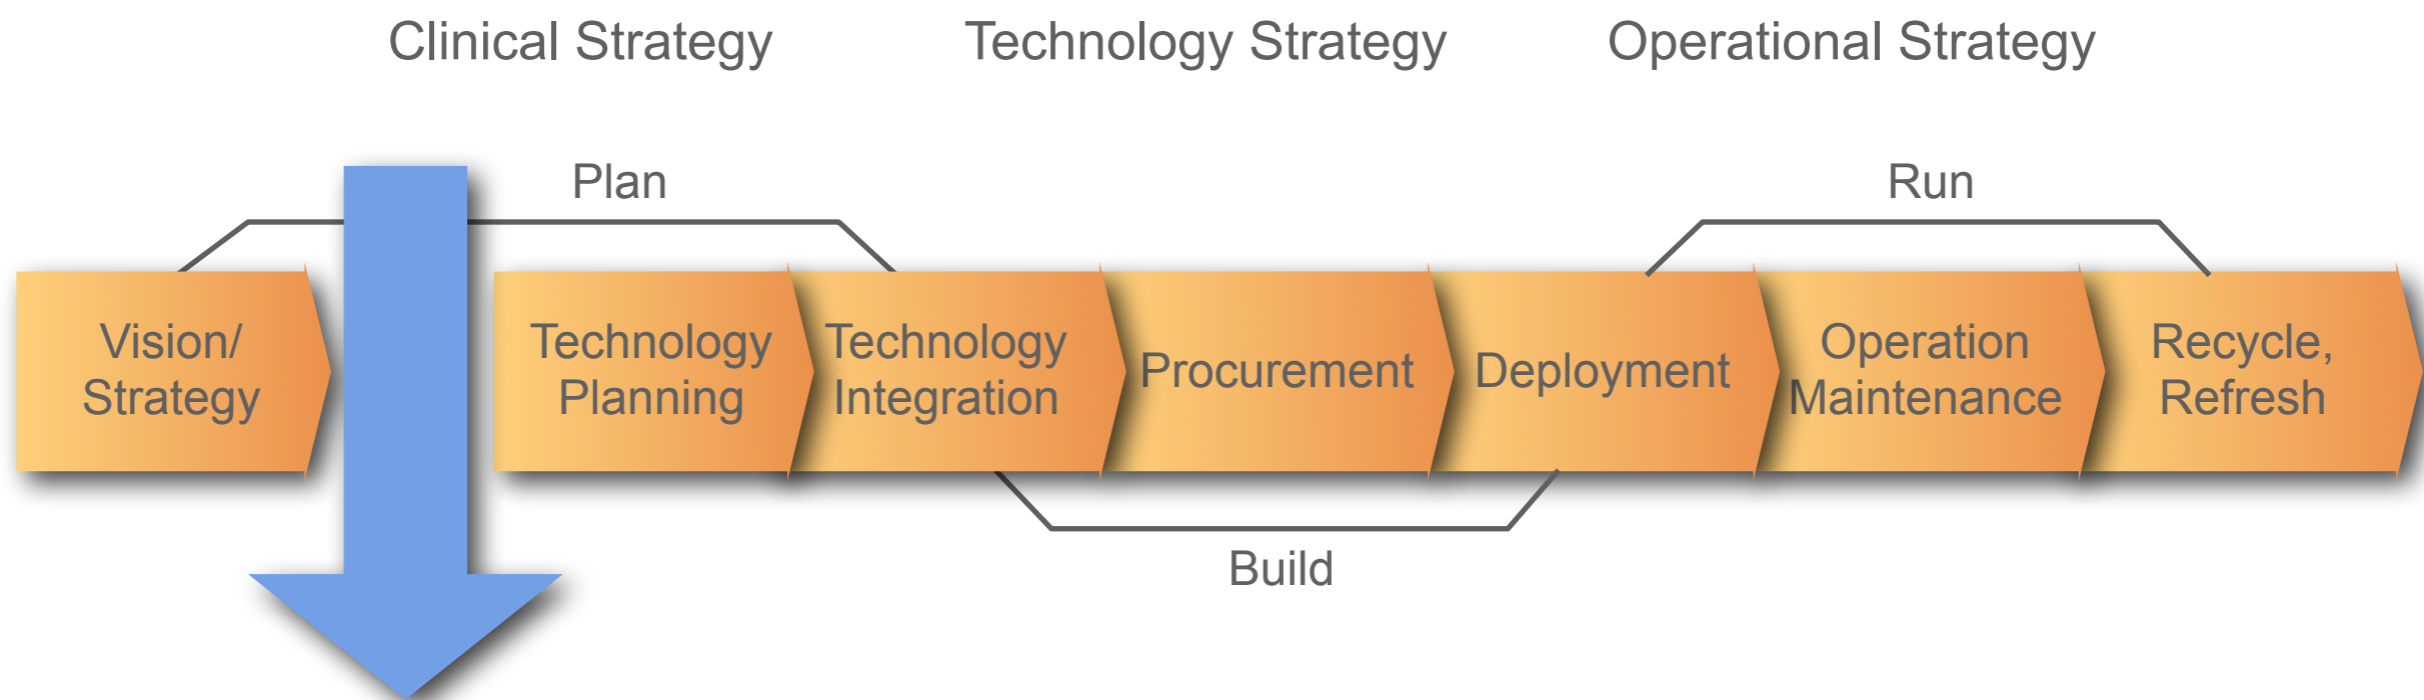 Clinical Strategy
Technology Strategy
Operational Strategy
Plan
Run
Vision/
Strategy
Technology
Planning
Technology
Integration
Procurement
Deployment
Operation
Maintenance
Recycle,
Refresh
Build